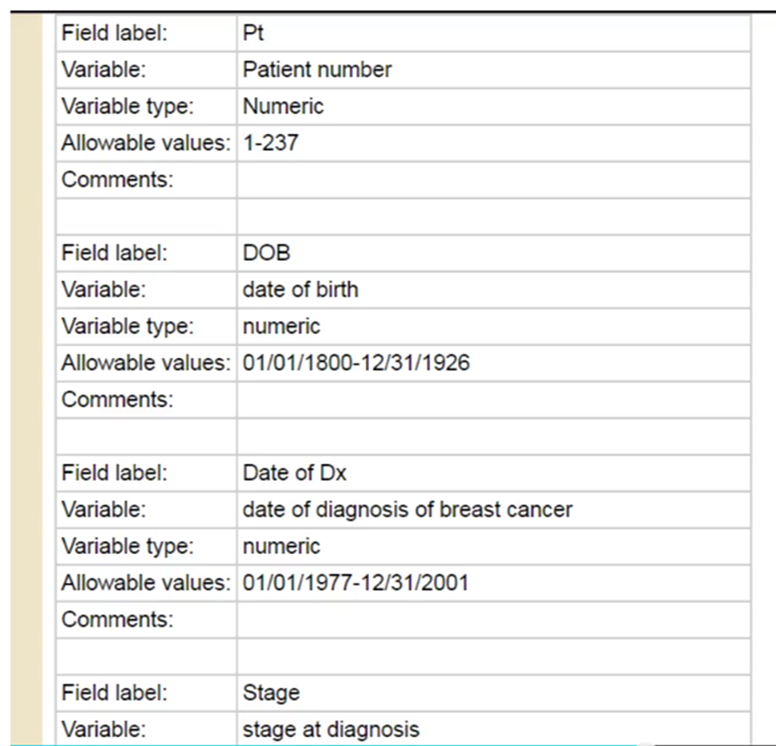 Field label: Pt
Variable: Patient number
Variable type: Numeric
Allowable values: 1-237
Comments:
Field label: DOB
Variable: date of birth
Variable type: numeric
Allowable values: 01/01/1800-12/31/1926
Comments:
Field label: Date of Dx
Variable: date of diagnosis of breast cancer
Variable type: numeric
Allowable values: 01/01/1977-12/31/2001
Comments:
Field label: Stage
Variable: stage at diagnosis